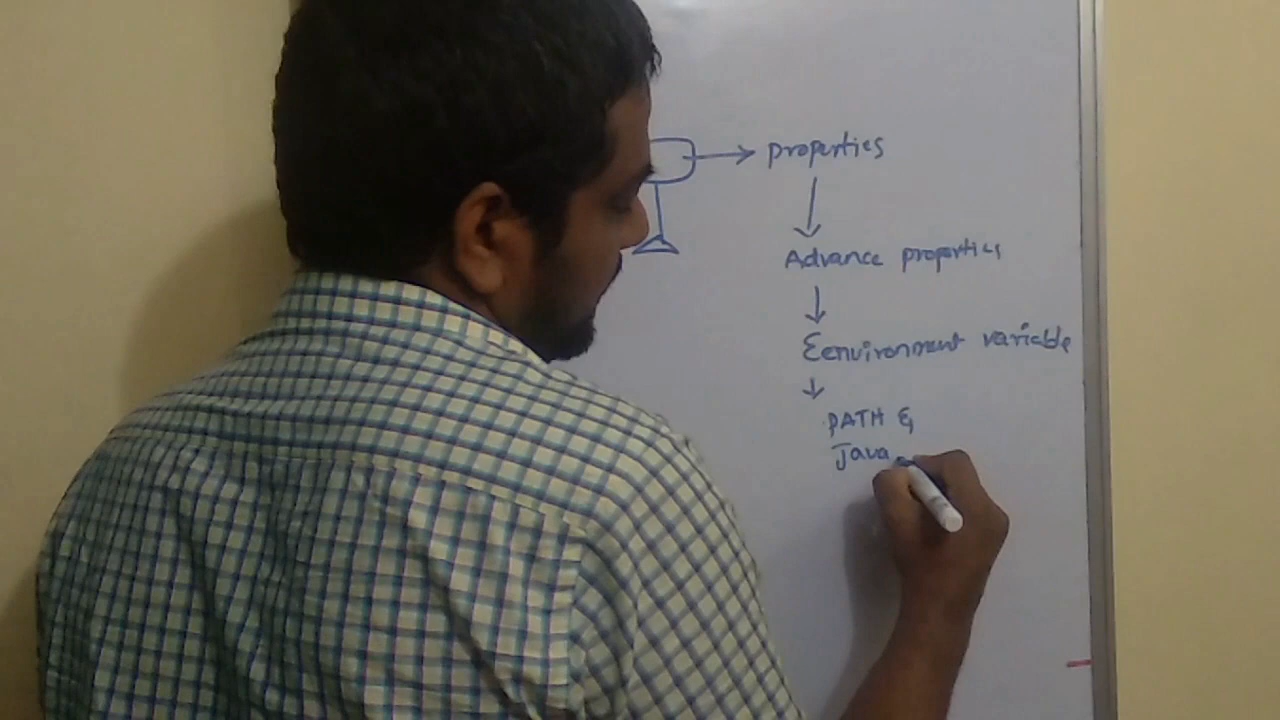 properties
Advance properties
Eenvironment variable
PATH &
Java